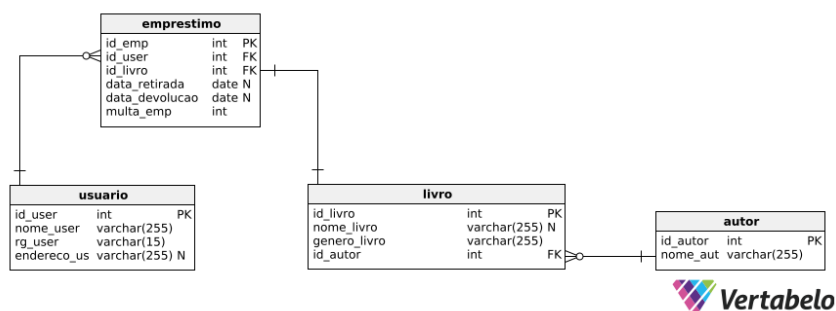 emprestimo
id_emp int PK
id_user int FK
id_livro int FK
data_retirada date N
data_devolucao date N
multa_emp int
usuario
id_user int PK
nome_user varchar(255)
rg_user varchar(15)
endereco_us varchar(255) N
livro
id_livro int PK
nome_livro varchar(255) N
genero_livro varchar(255)
id_autor int FK
autor
id_autor int PK
nome_aut varchar(255)
Vertabelo